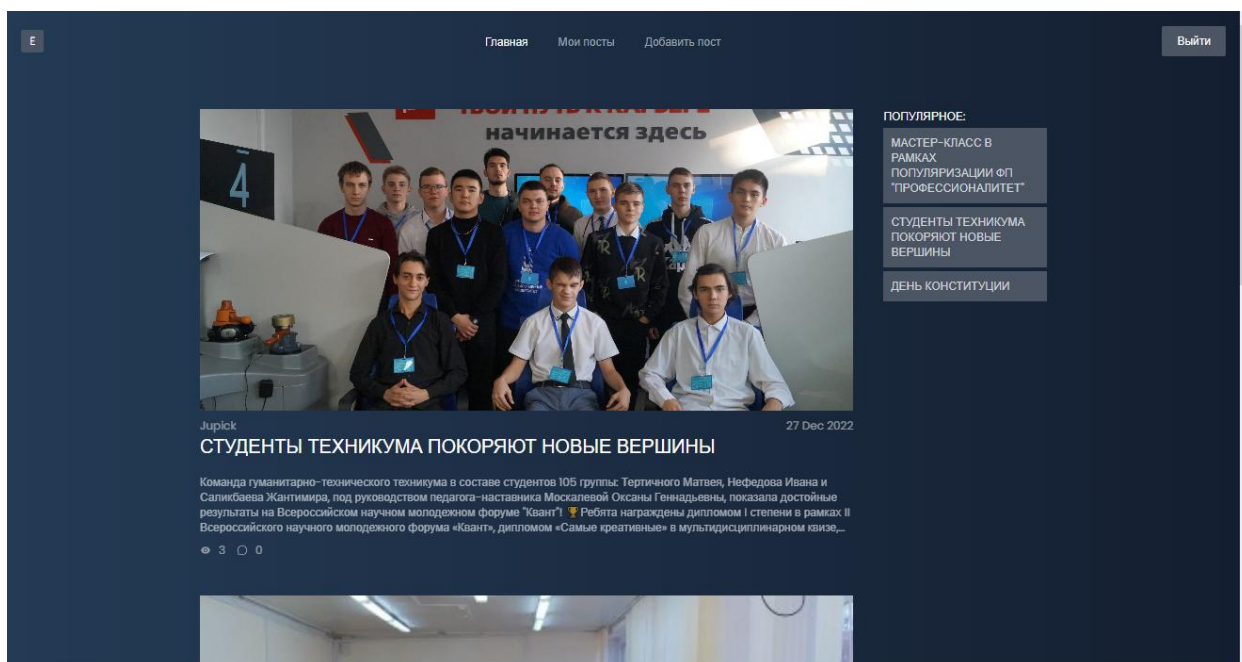 E
Главная
Мои посты
Добавить пост
Выйти
начинается здесь
4
Jupick
27 Dec 2022
СТУДЕНТЫ ТЕХНИКУМА ПОКОРЯЮТ НОВЫЕ ВЕРШИНЫ
Команда гуманитарно-технического техникума в составе студентов 105 группы: Тертичного Матвея, Нефедова Ивана и
Саликбаева Жантимира, под руководством педагога-наставника Москалевой Оксаны Геннадьевны, показала достойные
результаты на Всероссийском научном молодежном форуме "Квант"! 🏆 Ребята награждены дипломом I степени в рамках II
Всероссийского научного молодежного форума «Квант», дипломом «Самые креативные» в мультидисциплинарном квизе,...
3
0
ПОПУЛЯРНОЕ:
МАСТЕР-КЛАСС В
РАМКАХ
ПОПУЛЯРИЗАЦИИ ФП
"ПРОФЕССИОНАЛИТЕТ"
СТУДЕНТЫ ТЕХНИКУМА
ПОКОРЯЮТ НОВЫЕ
ВЕРШИНЫ
ДЕНЬ КОНСТИТУЦИИ